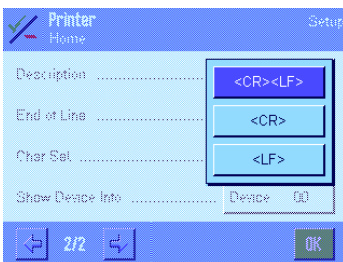 Printer
Setup
Home
Description ....................
<CR><LF>
End of Line ....................
<CR>
Char Set ....................
<LF>
Show Device Info ............... Device 00
2/2
OK